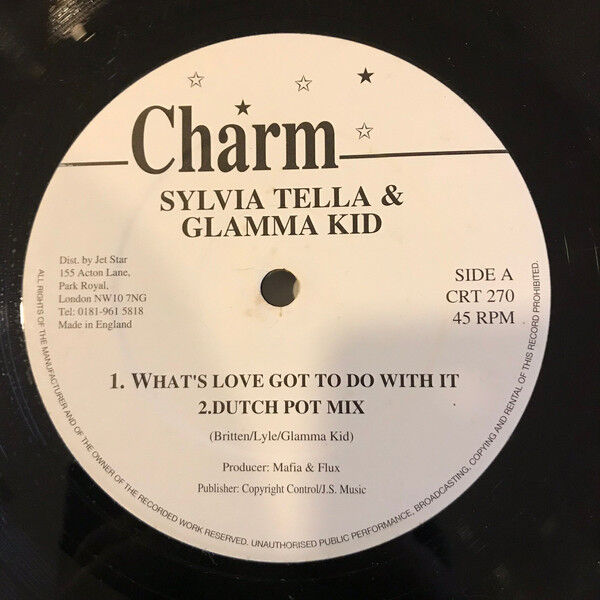 Charm
SYLVIA TELLA &
GLAMMA KID
Dist. by Jet Star
155 Acton Lane,
Park Royal,
London NW10 7NG
Tel: 0181-961 5818
Made in England
SIDE A
CRT 270
45 RPM
1. WHAT'S LOVE GOT TO DO WITH IT
2.DUTCH POT MIX
(Britten/Lyle/Glamma Kid)
Producer: Mafia & Flux
Publisher: Copyright Control/J.S. Music
ALL RIGHTS OF THE MANUFACTURER AND OF THE OWNER OF THE RECORDED WORK RESERVED. UNAUTHORISED PUBLIC PERFORMANCE, BROADCASTING, COPYING AND RENTAL OF THIS RECORD PROHIBITED.